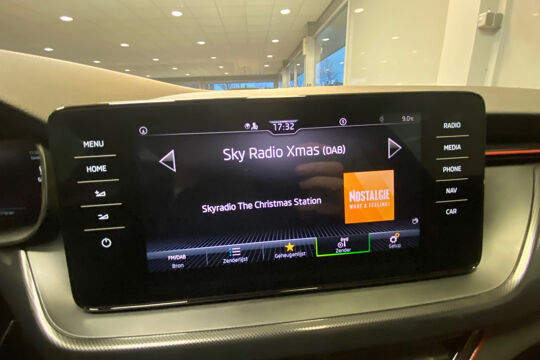 17:32
9.0
MENU
HOME
RADIO
MEDIA
PHONE
NAV
CAR
Sky Radio Xmas (DAB)
Skyradio The Christmas Station
NOSTALGIE
WHAT A FEELING!
FM/DAB
Bron
Zenderlijst
Geheugenlijst
Zender
Setup